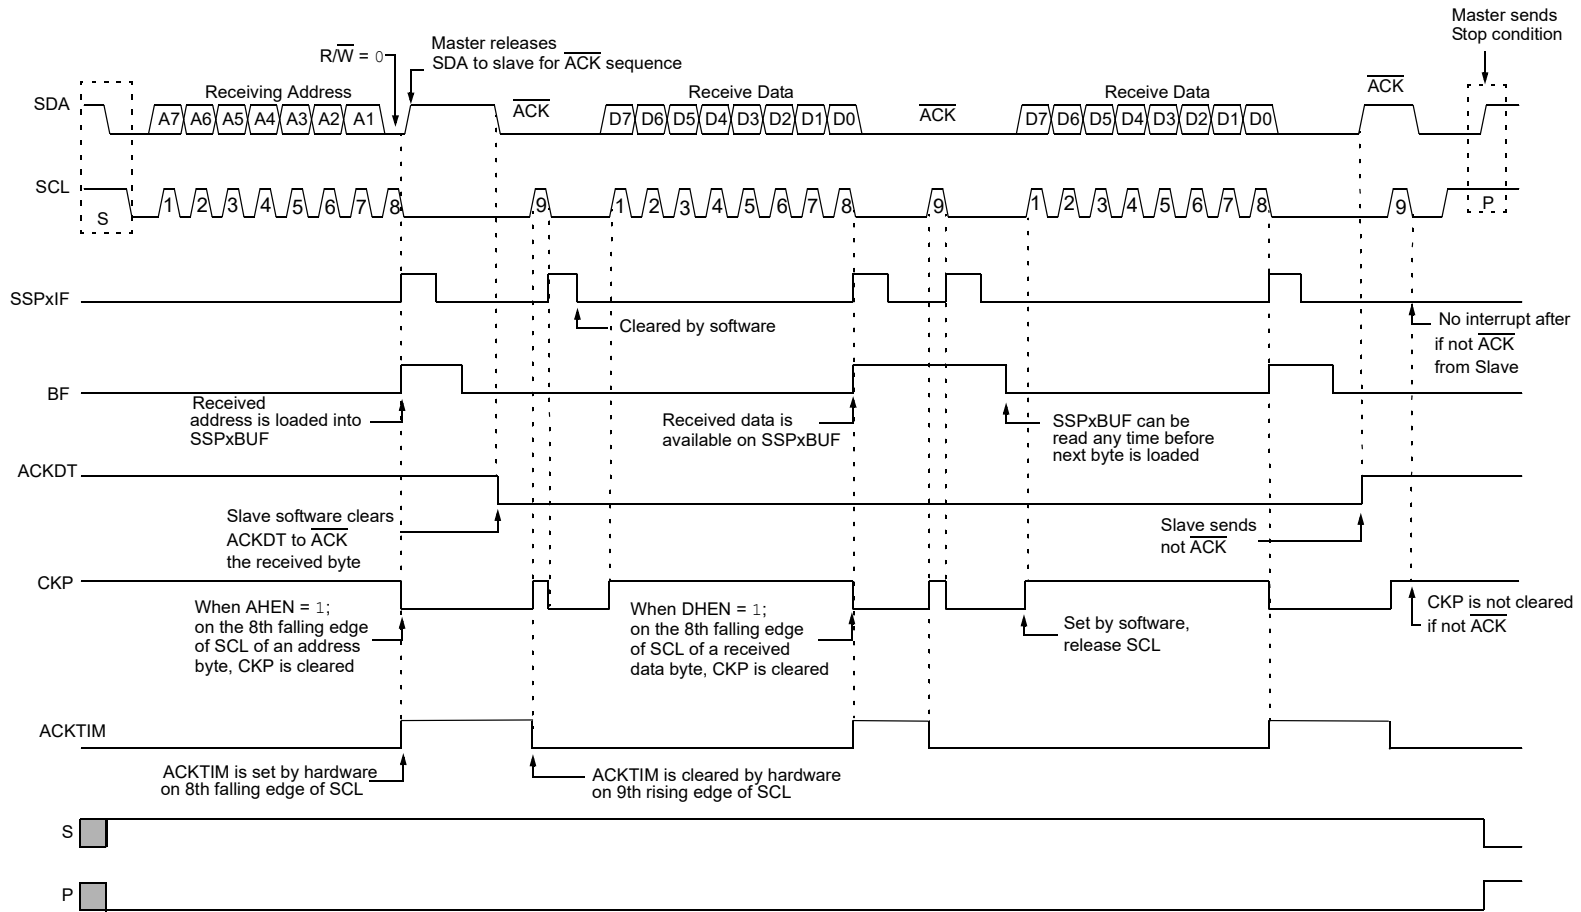 Master sends
Stop condition
R/W = 0
Master releases
SDA to slave for ACK sequence
SDA
Receiving Address
A7 A6 A5 A4 A3 A2 A1
ACK
Receive Data
D7 D6 D5 D4 D3 D2 D1 D0
ACK
Receive Data
D7 D6 D5 D4 D3 D2 D1 D0
ACK
SCL
S
1 2 3 4 5 6 7 8 9 1 2 3 4 5 6 7 8 9 1 2 3 4 5 6 7 8 9
P
SSPxIF
Cleared by software
No interrupt after
if not ACK
from Slave
BF
Received
address is loaded into
SSPxBUF
Received data is
available on SSPxBUF
SSPxBUF can be
read any time before
next byte is loaded
ACKDT
Slave software clears
ACKDT to ACK
the received byte
Slave sends
not ACK
CKP
When AHEN = 1;
on the 8th falling edge
of SCL of an address
byte, CKP is cleared
When DHEN = 1;
on the 8th falling edge
of SCL of a received
data byte, CKP is cleared
Set by software,
release SCL
CKP is not cleared
if not ACK
ACKTIM
ACKTIM is set by hardware
on 8th falling edge of SCL
ACKTIM is cleared by hardware
on 9th rising edge of SCL
S
P